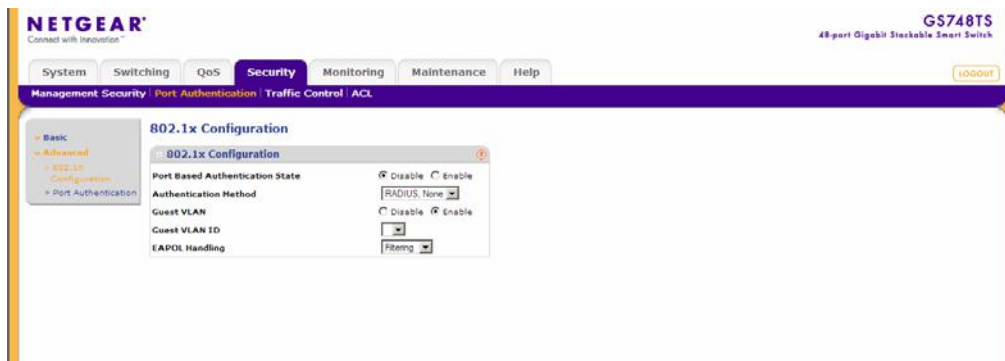 NETGEAR
Connect with Innovation™
GS748TS
48-port Gigabit Stackable Smart Switch
System Switching QoS Security Monitoring Maintenance Help
LOGOUT
Management Security | Port Authentication | Traffic Control | ACL
Basic
Advanced
802.1x Configuration
Port Authentication
802.1x Configuration
802.1x Configuration
Port Based Authentication State Disable Enable
Authentication Method RADIUS, None
Guest VLAN Disable Enable
Guest VLAN ID
EAPOL Handling Filtering